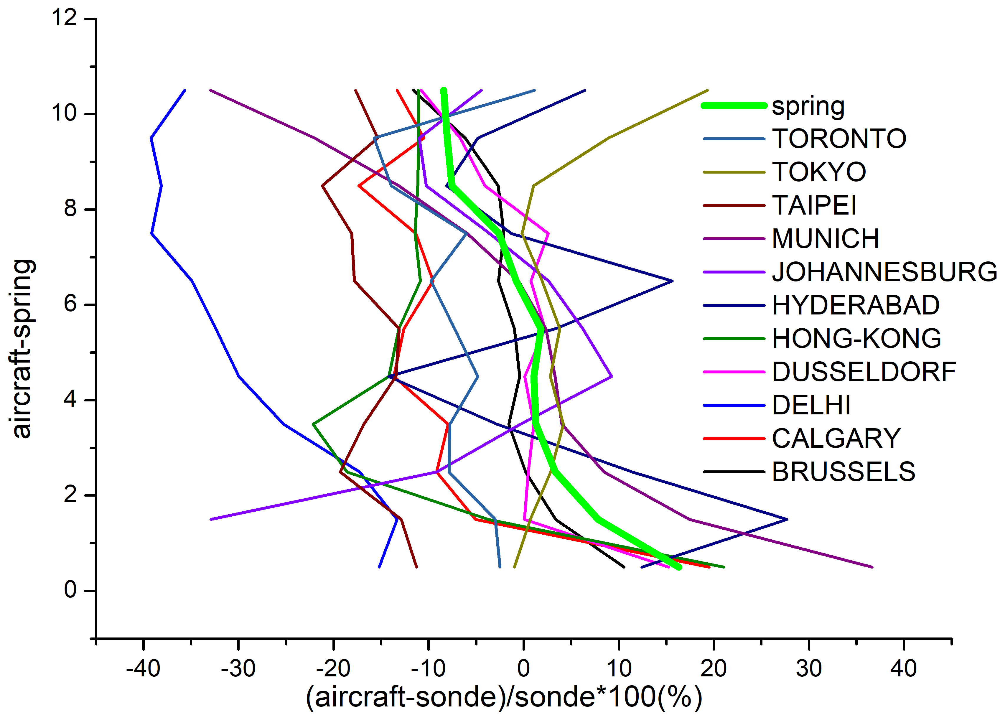 12
10
8
6
4
2
0
aircraft-spring
spring
TORONTO
TOKYO
TAIPEI
MUNICH
JOHANNESBURG
HYDERABAD
HONG-KONG
DUSSELDORF
DELHI
CALGARY
BRUSSELS
-40 -30 -20 -10 0 10 20 30 40
(aircraft-sonde)/sonde*100(%)